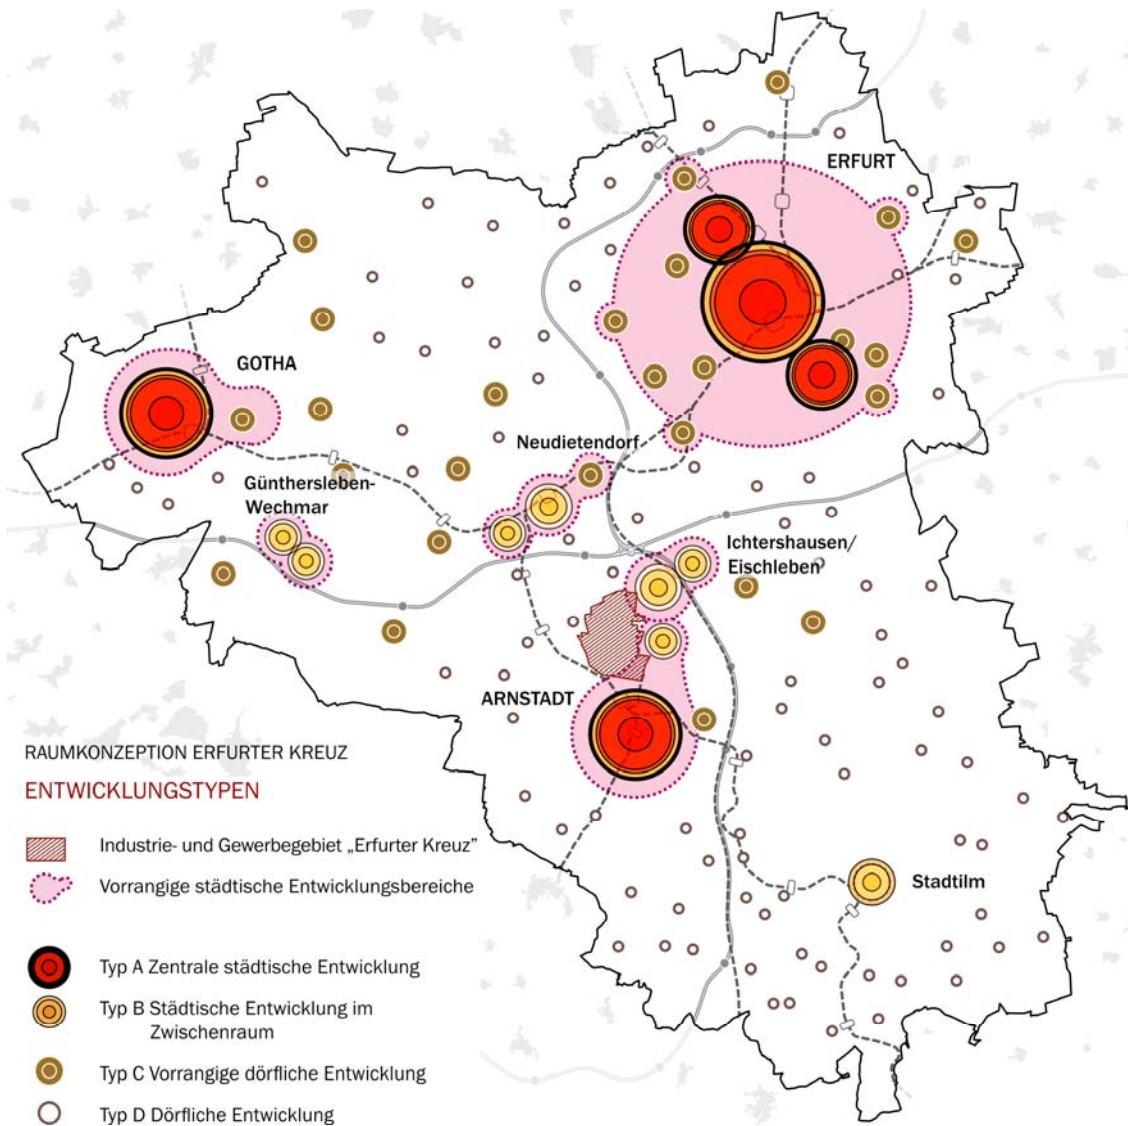 ERFURT
GOTHA
Neudietendorf
Günthersleben-
Wechmar
Ichtershausen/
Eischleben
ARNSTADT
RAUMKONZEPTION ERFURTER KREUZ
ENTWICKLUNGSTYPEN
Industrie- und Gewerbegebiet „Erfurter Kreuz"
Vorrangige städtische Entwicklungsbereiche
Stadtilm
Typ A Zentrale städtische Entwicklung
Typ B Städtische Entwicklung im
Zwischenraum
Typ C Vorrangige dörfliche Entwicklung
Typ D Dörfliche Entwicklung